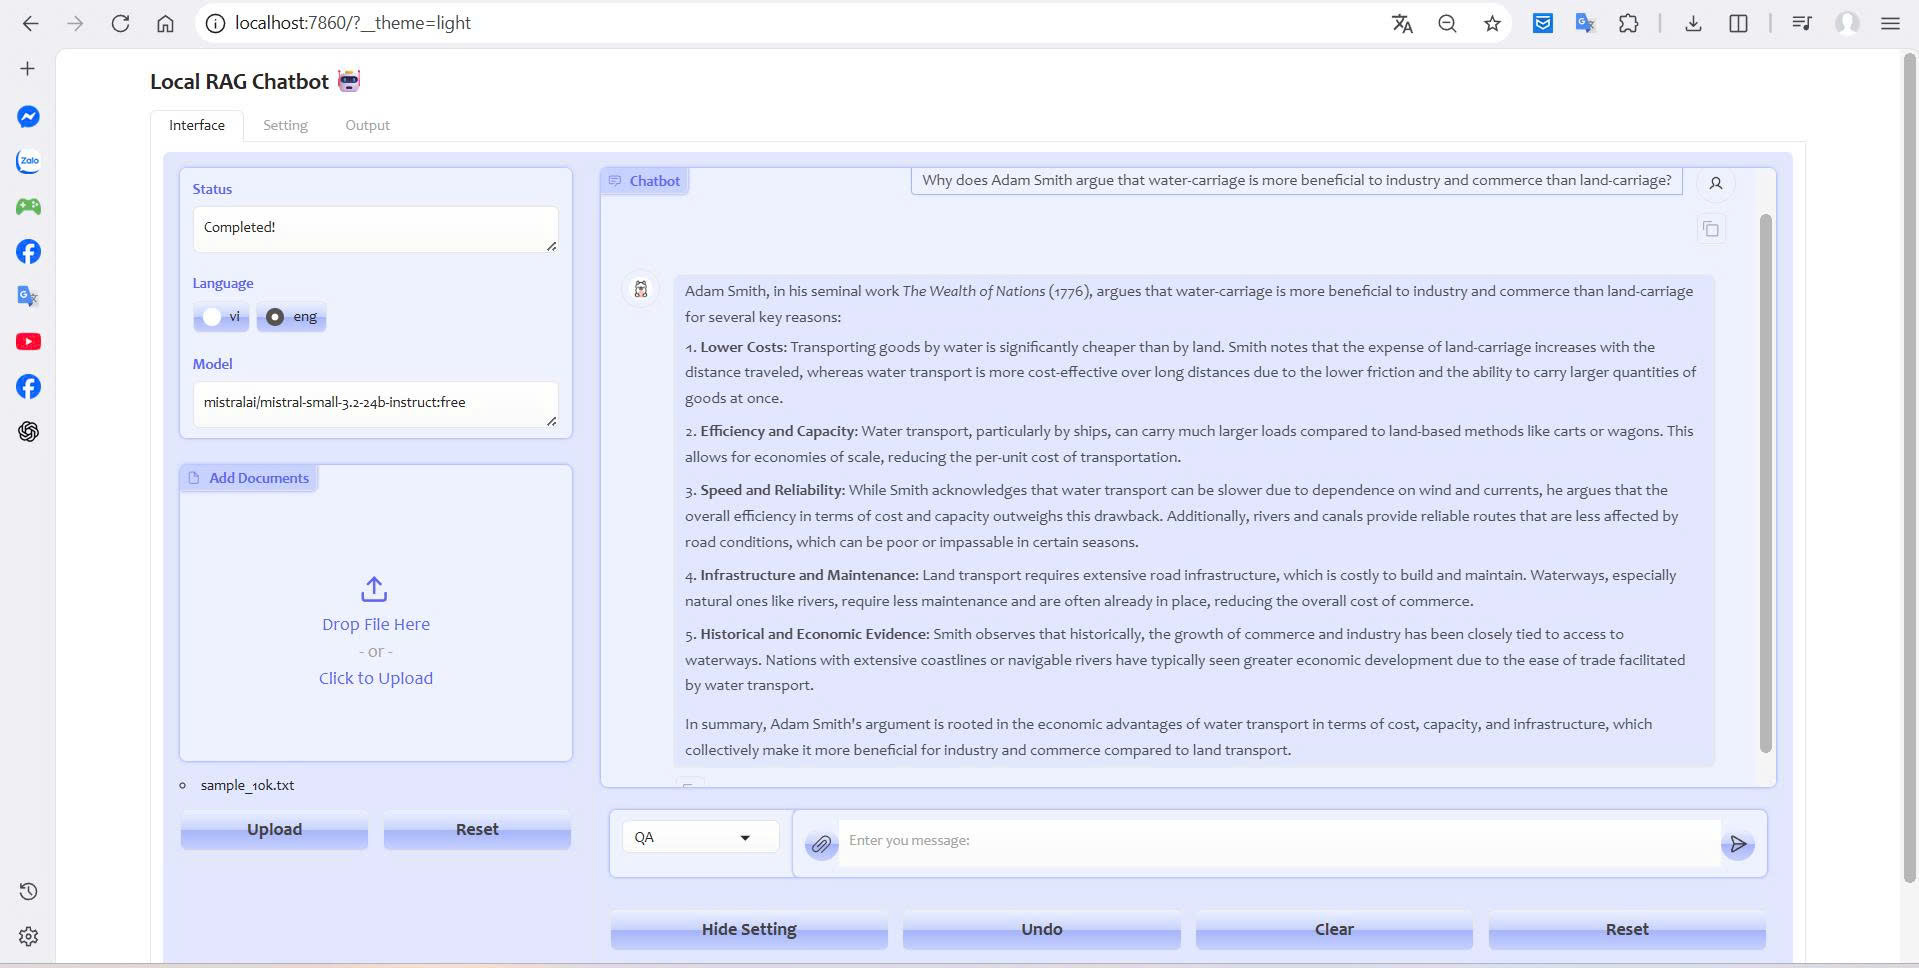 localhost:7860/?__theme=light
Local RAG Chatbot
Interface
Setting
Output
Status
Completed!
Language
vi
eng
Model
mistralai/mistral-small-3.2-24b-instruct:free
Add Documents
Drop File Here
- or -
Click to Upload
sample_10k.txt
Upload
Reset
Chatbot
Why does Adam Smith argue that water-carriage is more beneficial to industry and commerce than land-carriage?
Adam Smith, in his seminal work The Wealth of Nations (1776), argues that water-carriage is more beneficial to industry and commerce than land-carriage
for several key reasons:
1. Lower Costs: Transporting goods by water is significantly cheaper than by land. Smith notes that the expense of land-carriage increases with the
distance traveled, whereas water transport is more cost-effective over long distances due to the lower friction and the ability to carry larger quantities of
goods at once.
2. Efficiency and Capacity: Water transport, particularly by ships, can carry much larger loads compared to land-based methods like carts or wagons. This
allows for economies of scale, reducing the per-unit cost of transportation.
3. Speed and Reliability: While Smith acknowledges that water transport can be slower due to dependence on wind and currents, he argues that the
overall efficiency in terms of cost and capacity outweighs this drawback. Additionally, rivers and canals provide reliable routes that are less affected by
road conditions, which can be poor or impassable in certain seasons.
4. Infrastructure and Maintenance: Land transport requires extensive road infrastructure, which is costly to build and maintain. Waterways, especially
natural ones like rivers, require less maintenance and are often already in place, reducing the overall cost of commerce.
5. Historical and Economic Evidence: Smith observes that historically, the growth of commerce and industry has been closely tied to access to
waterways. Nations with extensive coastlines or navigable rivers have typically seen greater economic development due to the ease of trade facilitated
by water transport.
In summary, Adam Smith's argument is rooted in the economic advantages of water transport in terms of cost, capacity, and infrastructure, which
collectively make it more beneficial for industry and commerce compared to land transport.
QA
Enter you message:
Hide Setting
Undo
Clear
Reset
Zalo